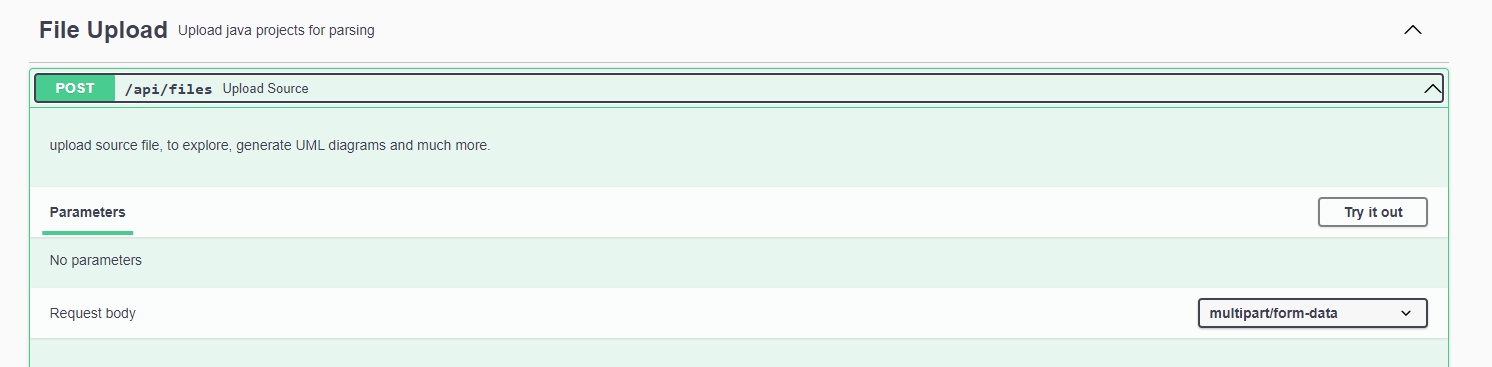 File Upload Upload java projects for parsing
POST /api/files Upload Source
upload source file, to explore, generate UML diagrams and much more.
Parameters Try it out
No parameters
Request body multipart/form-data